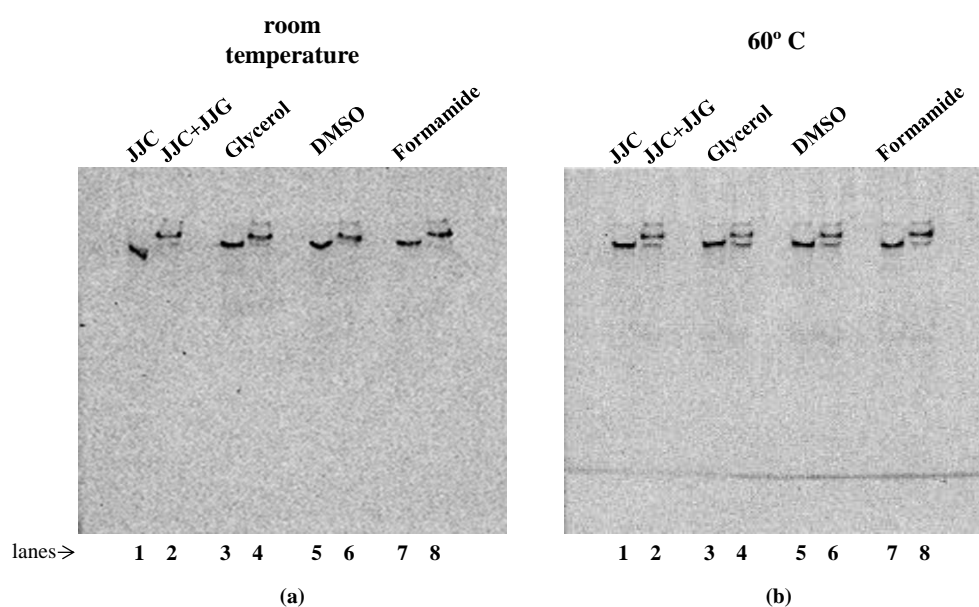 room
temperature
60º C
JJC
JJC+JJG
Glycerol
DMSO
Formamide
JJC
JJC+JJG
Glycerol
DMSO
Formamide
lanes→ 1 2 3 4 5 6 7 8
1 2 3 4 5 6 7 8
(a)
(b)